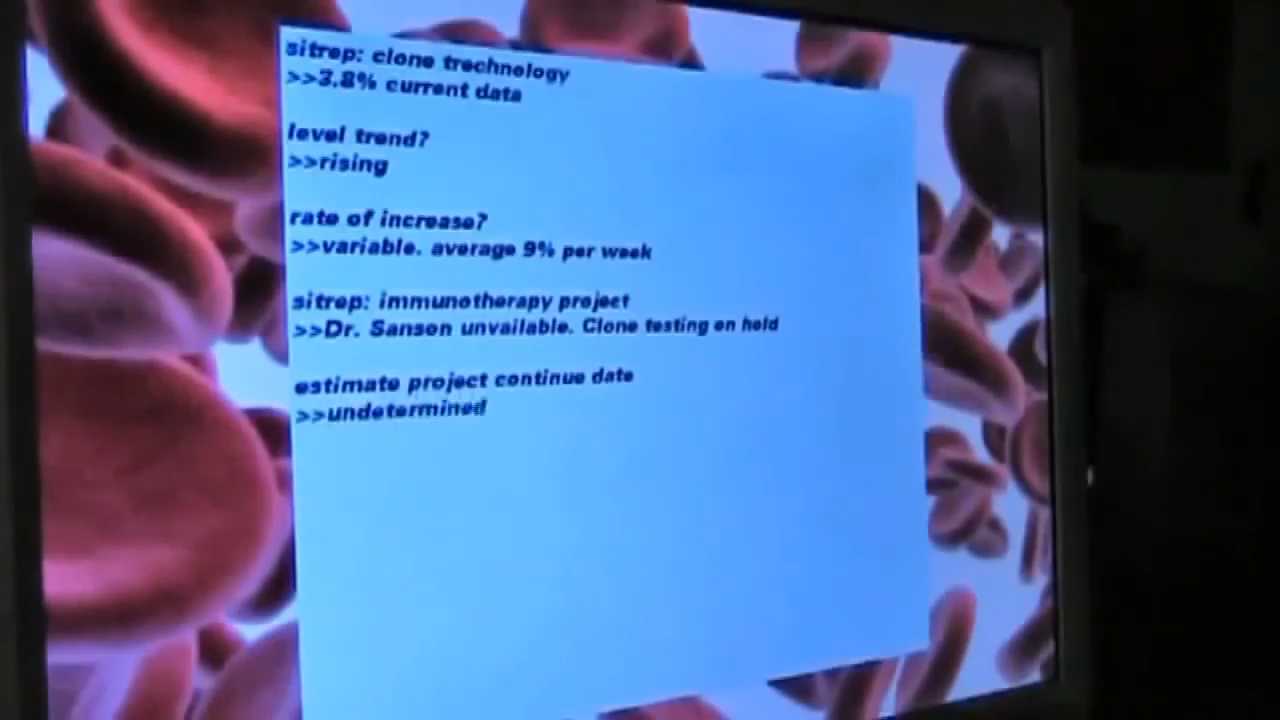 sitrep: clone trechnology
>>3.8% current data
level trend?
>>rising
rate of increase?
>>variable. average 9% per week
sitrep: immunotherapy project
>>Dr. Sanson unvailable. Clone testing on hold
estimate project continue date
>>undetermined